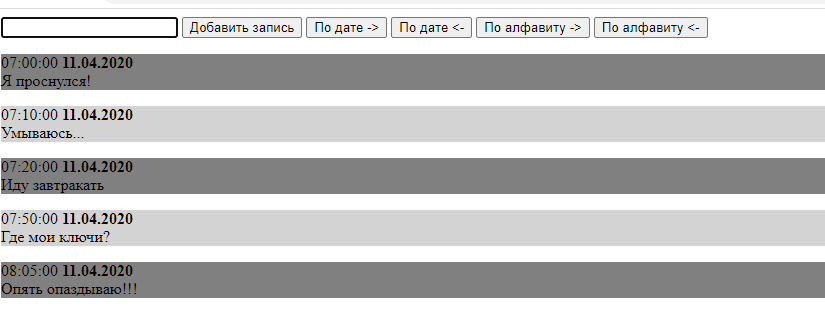 Добавить запись По дате -> По дате <- По алфавиту -> По алфавиту <-
07:00:00 11.04.2020
Я проснулся!
07:10:00 11.04.2020
Умываюсь...
07:20:00 11.04.2020
Иду завтракать
07:50:00 11.04.2020
Где мои ключи?
08:05:00 11.04.2020
Опять опаздываю!!!